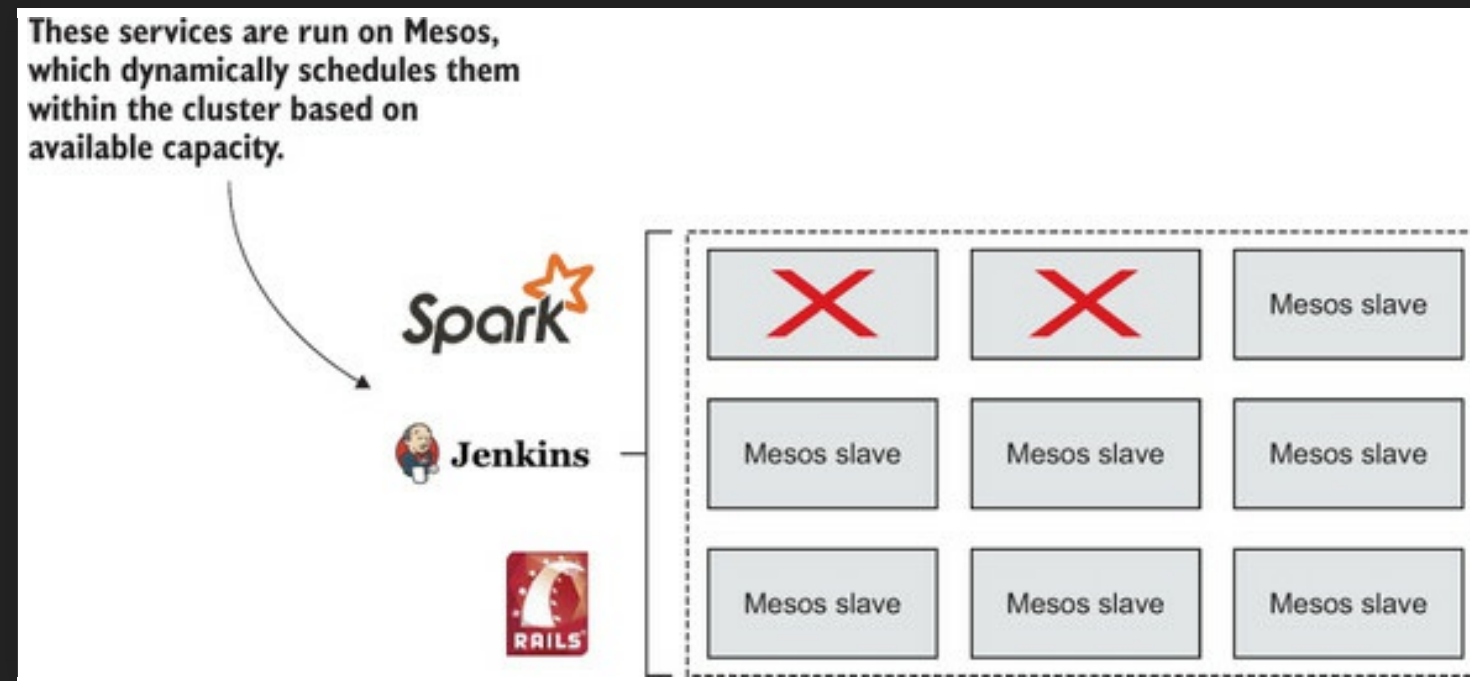 These services are run on Mesos,
which dynamically schedules them
within the cluster based on
available capacity.
Spark
Mesos slave
Jenkins
Mesos slave
Mesos slave
Mesos slave
RAILS
Mesos slave
Mesos slave
Mesos slave